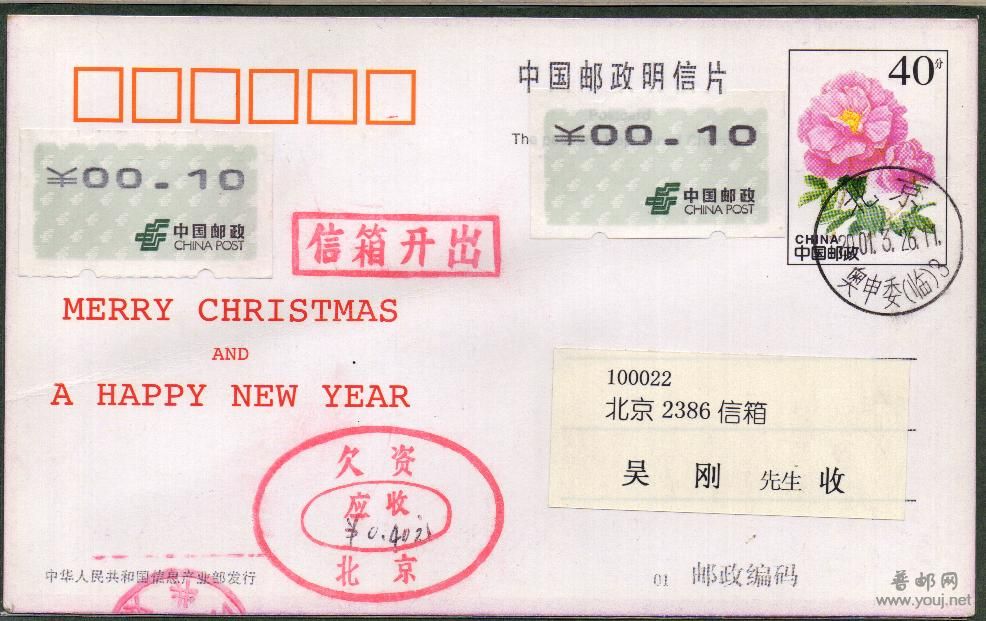 中国邮政明信片
40分
¥00.10
中国邮政
CHINA POST
The
¥00.10
中国邮政
CHINA POST
CHINA
中国邮政
北京
2001.3.26.11.
奥申委(临)3
信箱开出
MERRY CHRISTMAS
AND
A HAPPY NEW YEAR
100022
北京 2386 信箱
吴 刚 先生 收
欠资
应收
¥0.40
北京
中华人民共和国信息产业部发行
01 邮政编码
普邮网
www.youj.net